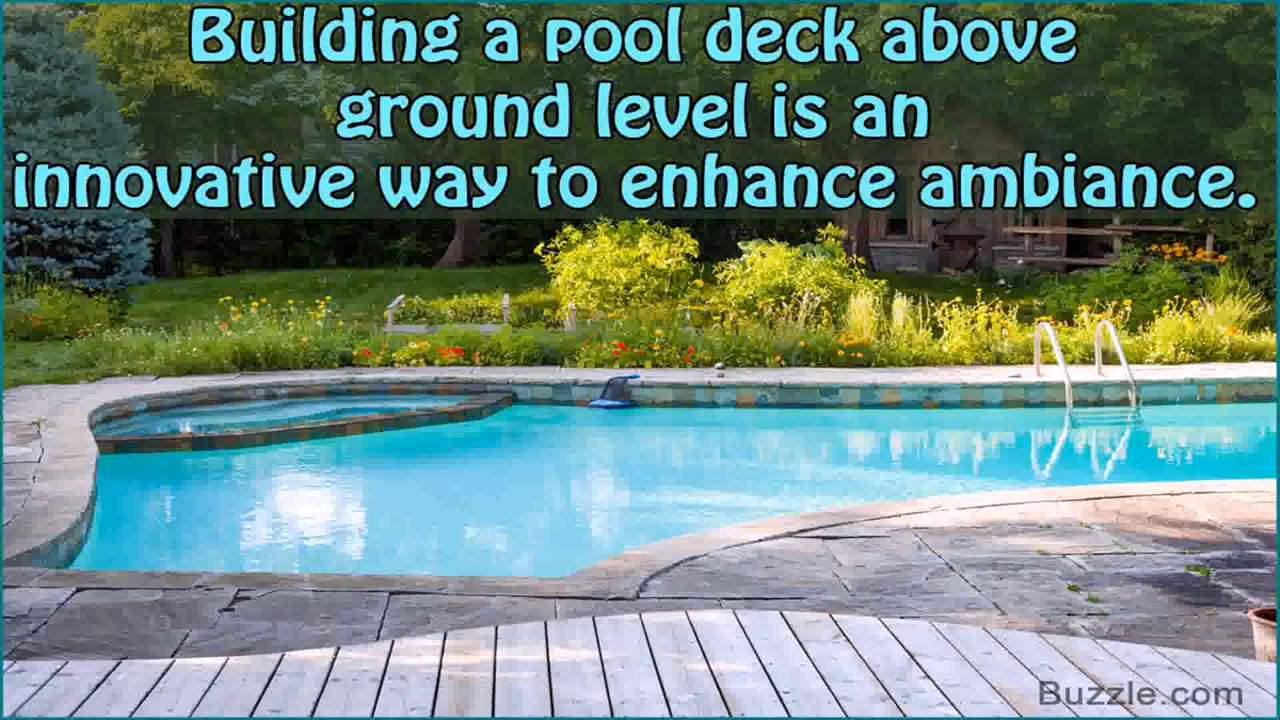 Building a pool deck above
ground level is an
innovative way to enhance ambiance.
Buzzle.com